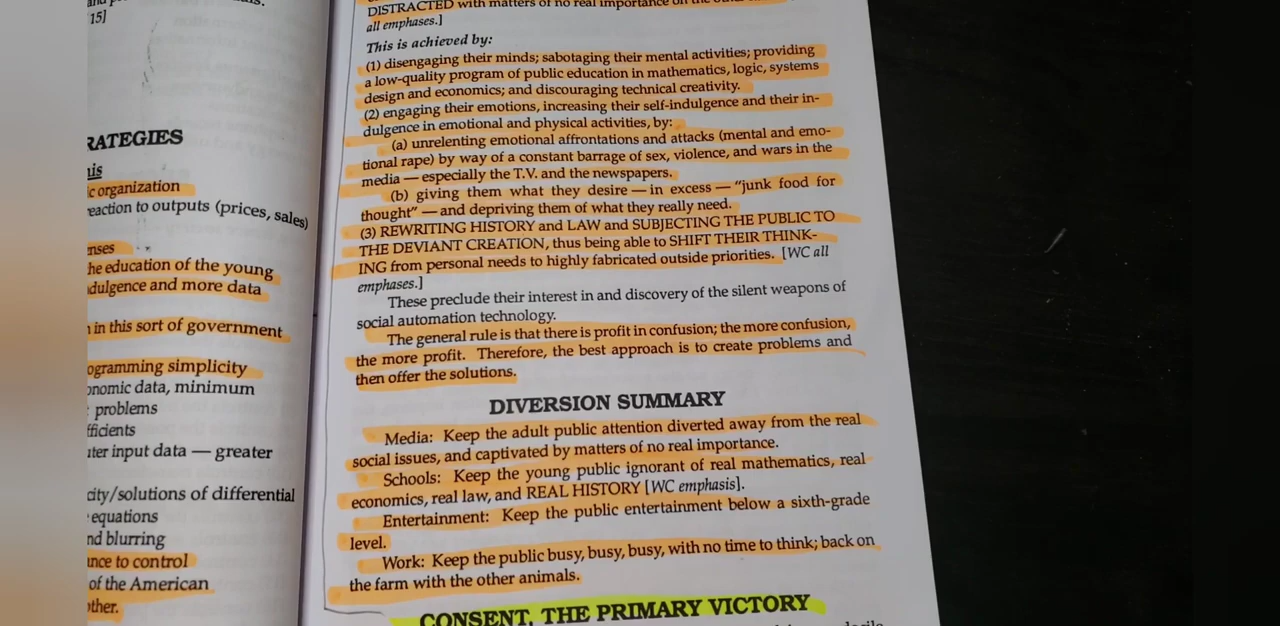 15]
RATEGIES
is
c organization
reaction to outputs (prices, sales)
nses
he education of the young
dulgence and more data
in this sort of government
ogramming simplicity
onomic data, minimum
problems
fficients
uter input data — greater
city/solutions of differential
equations
nd blurring
ance to control
of the American
other.
DISTRACTED with matters of no real importance on the other
all emphases.]
This is achieved by:
(1) disengaging their minds; sabotaging their mental activities; providing
a low-quality program of public education in mathematics, logic, systems
design and economics; and discouraging technical creativity.
(2) engaging their emotions, increasing their self-indulgence and their in-
dulgence in emotional and physical activities, by:
(a) unrelenting emotional affrontations and attacks (mental and emo-
tional rape) by way of a constant barrage of sex, violence, and wars in the
media — especially the T.V. and the newspapers.
(b) giving them what they desire — in excess — “junk food for
thought” — and depriving them of what they really need.
(3) REWRITING HISTORY and LAW and SUBJECTING THE PUBLIC TO
THE DEVIANT CREATION, thus being able to SHIFT THEIR THINK-
ING from personal needs to highly fabricated outside priorities. [WC all
emphases.]
These preclude their interest in and discovery of the silent weapons of
social automation technology.
The general rule is that there is profit in confusion; the more confusion,
the more profit. Therefore, the best approach is to create problems and
then offer the solutions.
DIVERSION SUMMARY
Media: Keep the adult public attention diverted away from the real
social issues, and captivated by matters of no real importance.
Schools: Keep the young public ignorant of real mathematics, real
economics, real law, and REAL HISTORY [WC emphasis].
Entertainment: Keep the public entertainment below a sixth-grade
level.
Work: Keep the public busy, busy, busy, with no time to think; back on
the farm with the other animals.
CONSENT, THE PRIMARY VICTORY